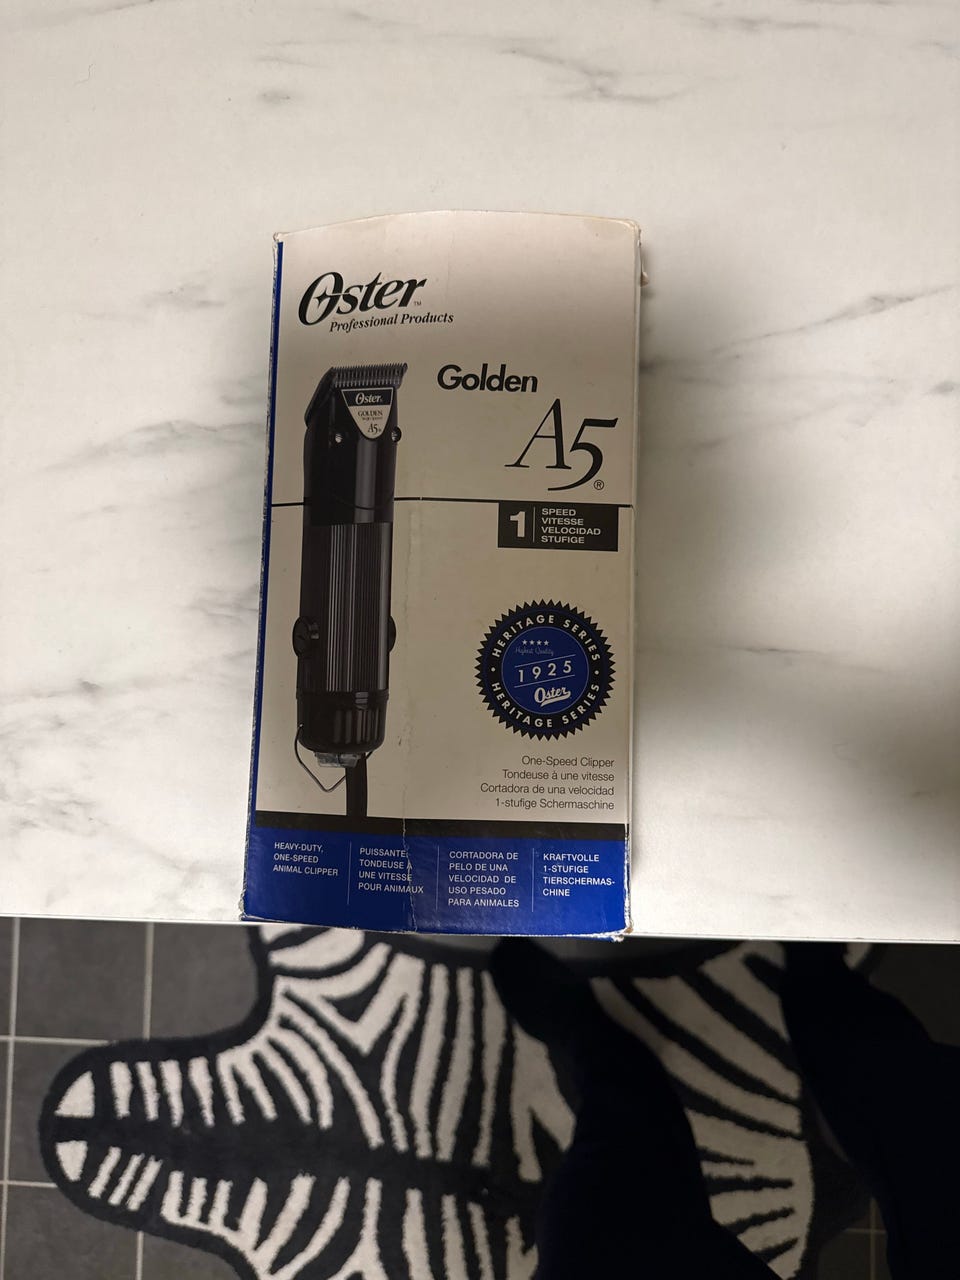 Oster™
Professional Products
Golden
A5®
Oster
GOLDEN
A5
1
SPEED
VITESSE
VELOCIDAD
STUFIGE
HERITAGE SERIES
Highest Quality
1925
Oster
HERITAGE SERIES
One-Speed Clipper
Tondeuse à une vitesse
Cortadora de una velocidad
1-stufige Schermaschine
HEAVY-DUTY,
ONE-SPEED
ANIMAL CLIPPER
PUISSANTE,
TONDEUSE À
UNE VITESSE
POUR ANIMAUX
CORTADORA DE
PELO DE UNA
VELOCIDAD DE
USO PESADO
PARA ANIMALES
KRAFTVOLLE
1-STUFIGE
TIERSCHERMAS-
CHINE